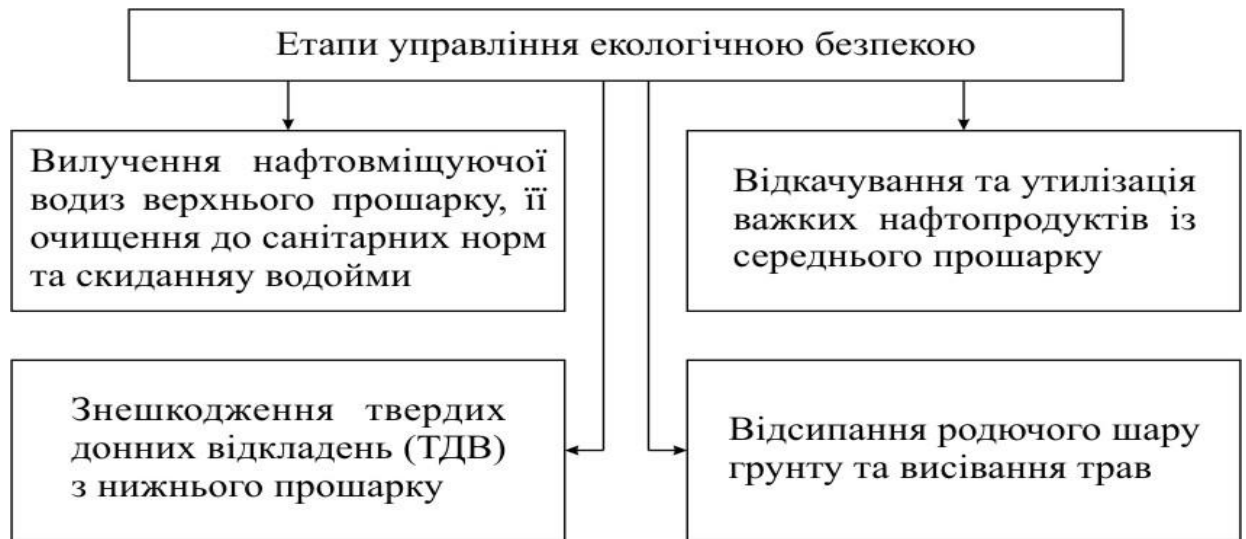 Етапи управління екологічною безпекою
Вилучення нафтовміщуючої
водиз верхнього прошарку, її
очищення до санітарних норм
та скиданняу водойми
Відкачування та утилізація
важких нафтопродуктів із
середнього прошарку
Знешкодження твердих
донних відкладень (ТДВ)
з нижнього прошарку
Відсипання родючого шару
грунту та висівання трав